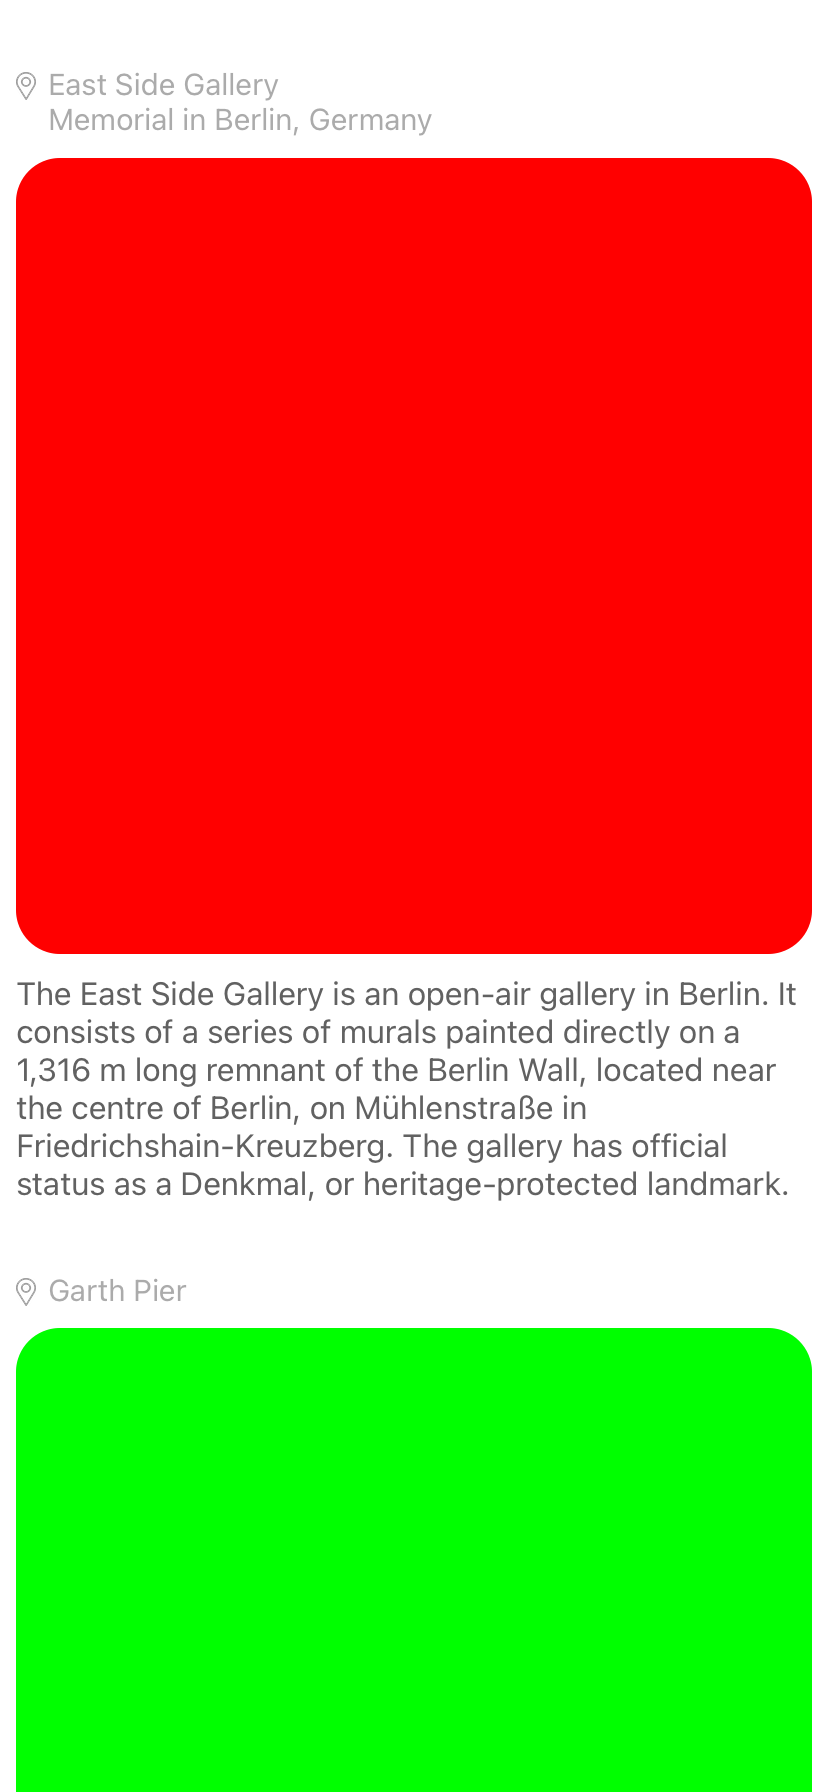 East Side Gallery
Memorial in Berlin, Germany
The East Side Gallery is an open-air gallery in Berlin. It
consists of a series of murals painted directly on a
1,316 m long remnant of the Berlin Wall, located near
the centre of Berlin, on Mühlenstraße in
Friedrichshain-Kreuzberg. The gallery has official
status as a Denkmal, or heritage-protected landmark.
Garth Pier